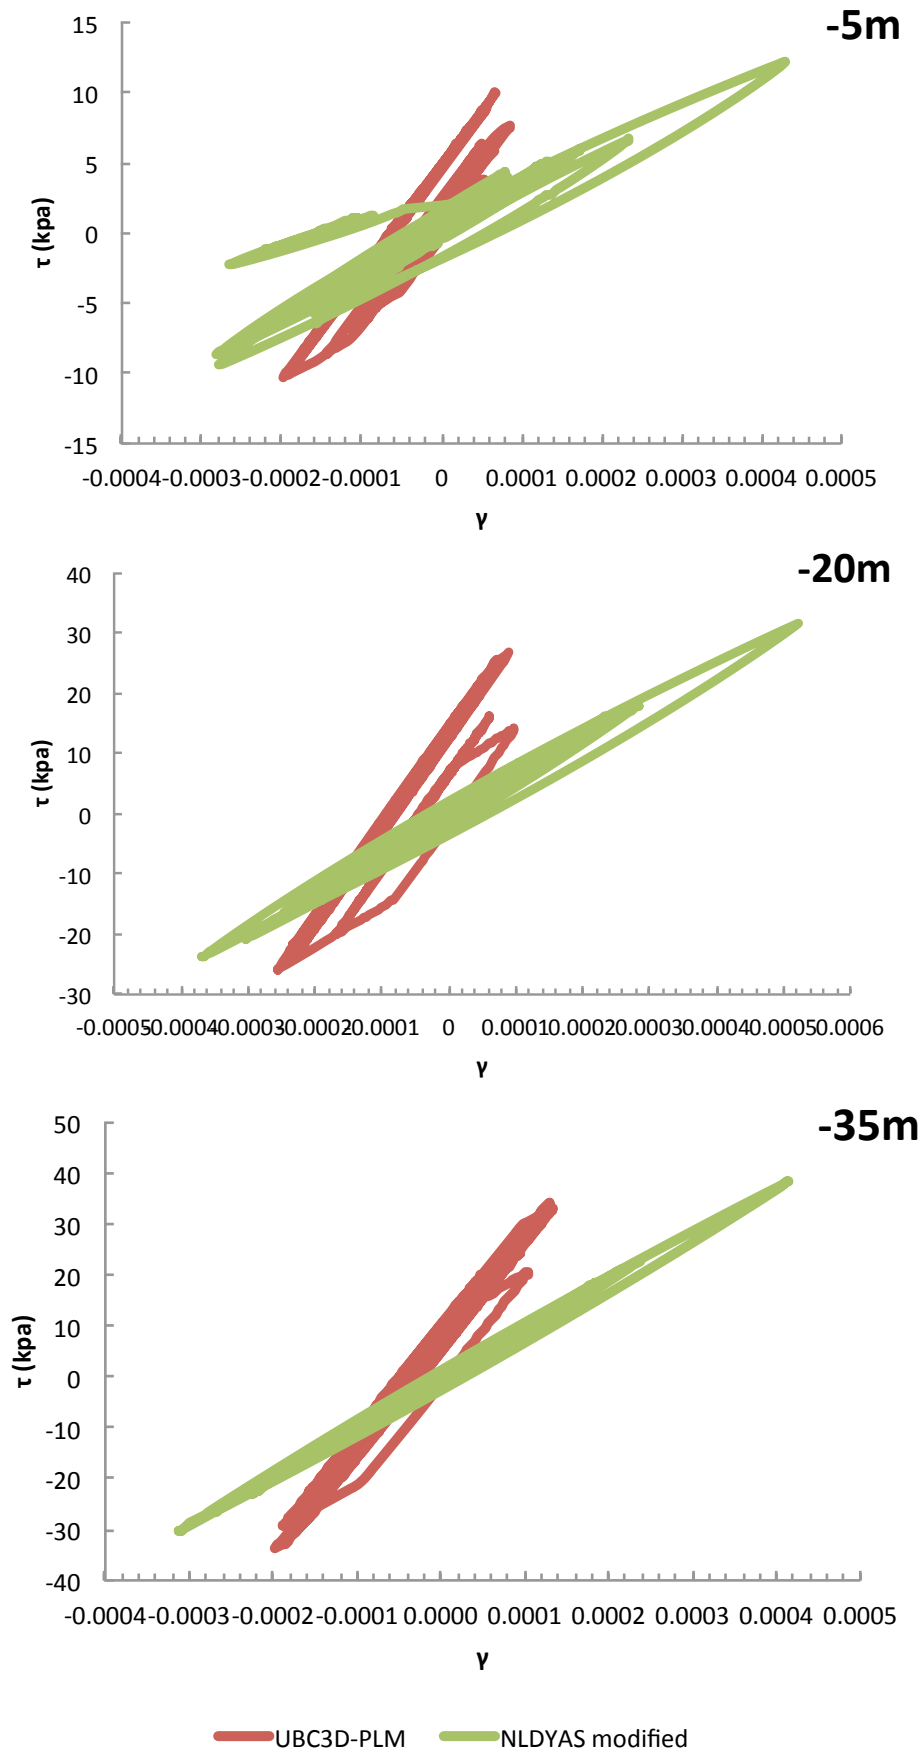 -5m
15
10
5
0
-5
-10
-15
τ (kpa)
-0.0004 -0.0003 -0.0002 -0.0001 0 0.0001 0.0002 0.0003 0.0004 0.0005
γ
-20m
40
30
20
10
0
-10
-20
-30
τ (kpa)
-0.0005 -0.0004 -0.0003 -0.0002 -0.0001 0 0.0001 0.0002 0.0003 0.0004 0.0005 0.0006
γ
-35m
50
40
30
20
10
0
-10
-20
-30
-40
τ (kpa)
-0.0004 -0.0003 -0.0002 -0.0001 0.0000 0.0001 0.0002 0.0003 0.0004 0.0005
γ
UBC3D-PLM NLDYAS modified